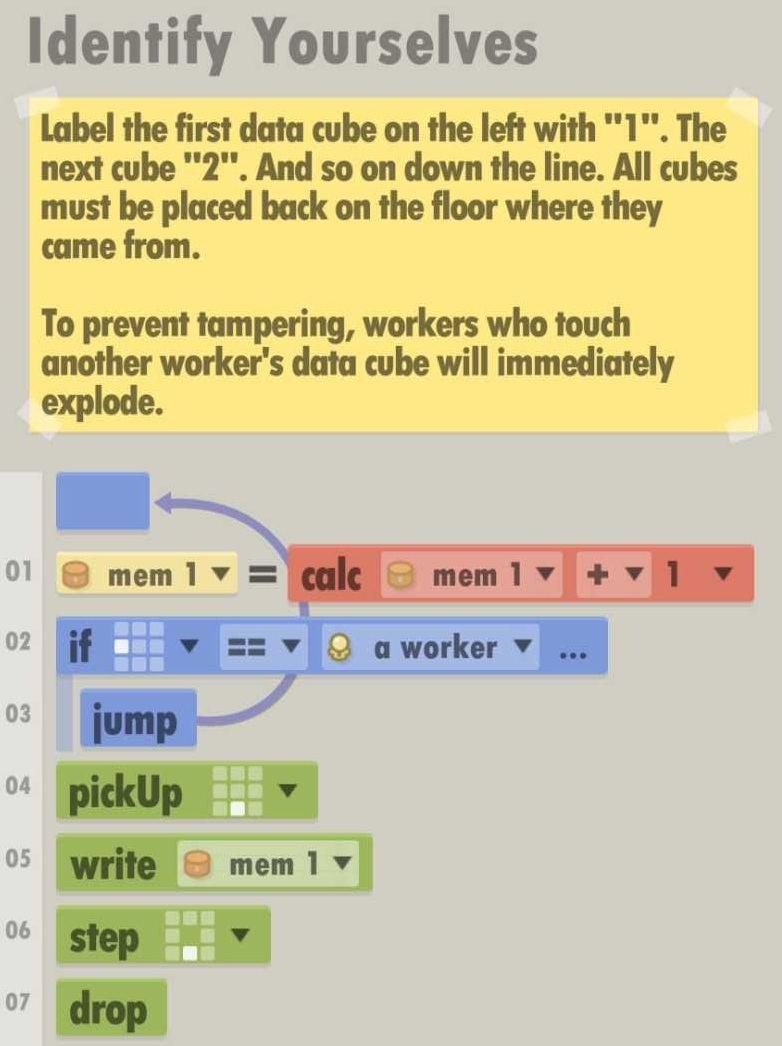 Identify Yourselves
Label the first data cube on the left with "1". The
next cube "2". And so on down the line. All cubes
must be placed back on the floor where they
came from.
To prevent tampering, workers who touch
another worker's data cube will immediately
explode.
01 mem 1 = calc mem 1 + 1
02 if == a worker ...
03 jump
04 pickUp
05 write mem 1
06 step
07 drop